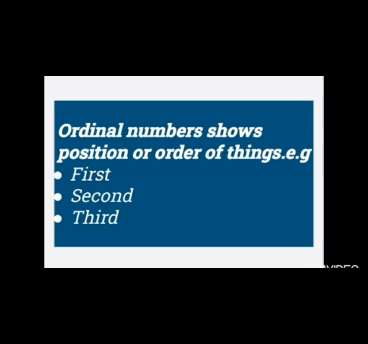 Ordinal numbers shows
position or order of things.e.g
• First
• Second
• Third